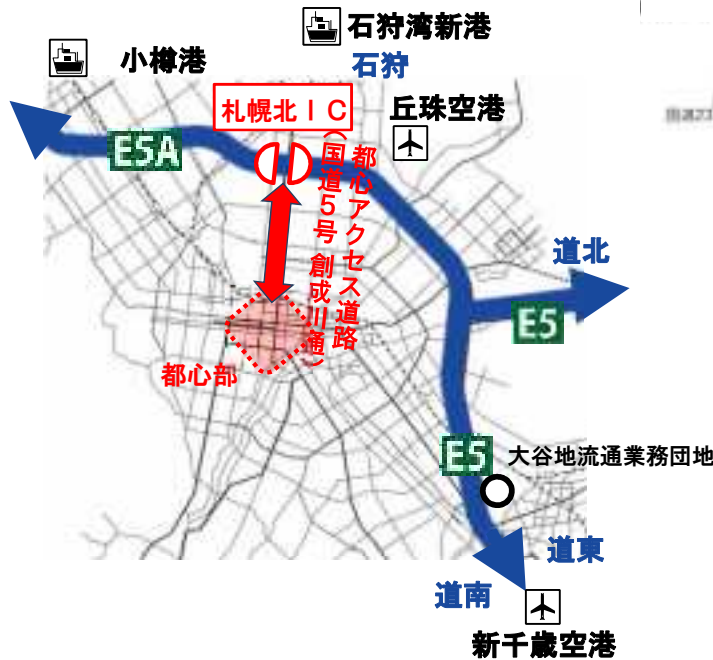 石狩湾新港
小樽港
石狩
札幌北IC
丘珠空港
E5A
都心アクセス道路
(国道5号 創成川通)
道北
E5
都心部
E5
大谷地流通業務団地
道東
道南
新千歳空港